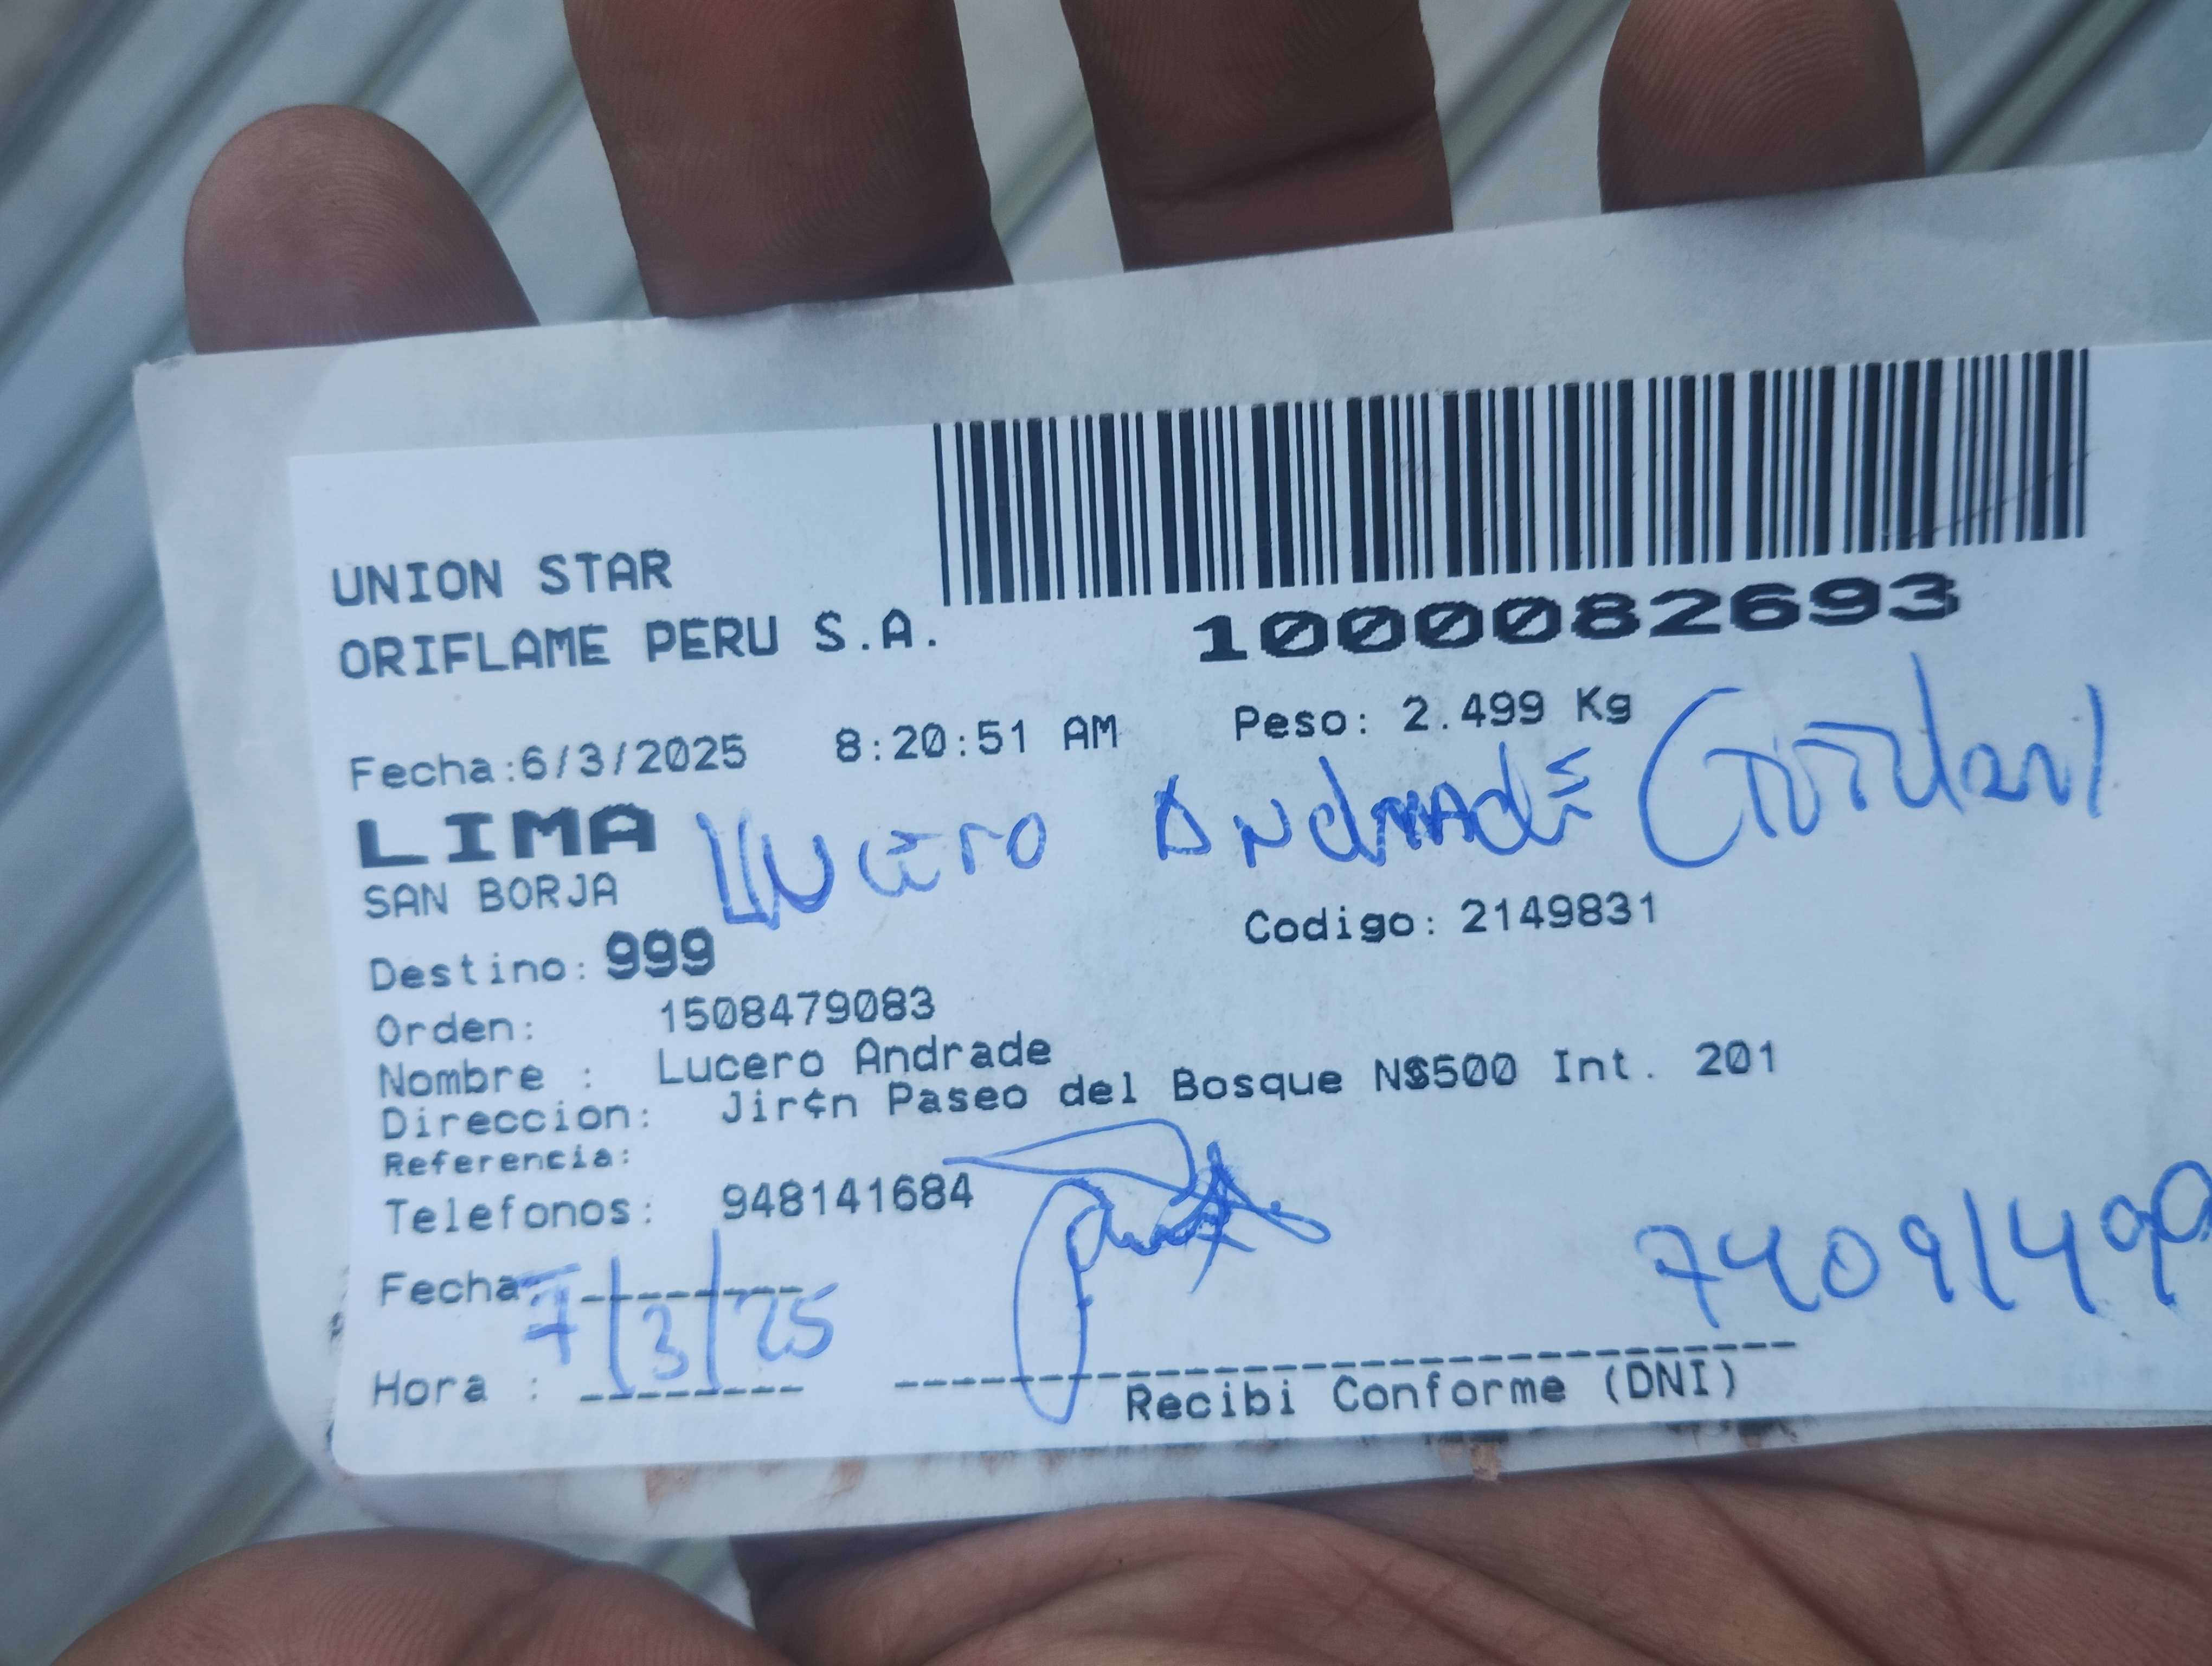 UNION STAR
ORIFLAME PERU S.A.
1000082693
Fecha:6/3/2025 8:20:51 AM Peso: 2.499 Kg
LIMA
Lucero Andrade
SAN BORJA
Codigo: 2149831
Destino: 999
Orden: 1508479083
Nombre : Lucero Andrade
Direccion: Jir¢n Paseo del Bosque N$500 Int. 201
Referencia:
Telefonos: 948141684
Fecha: 7/3/25
Hora :
Recibi Conforme (DNI)